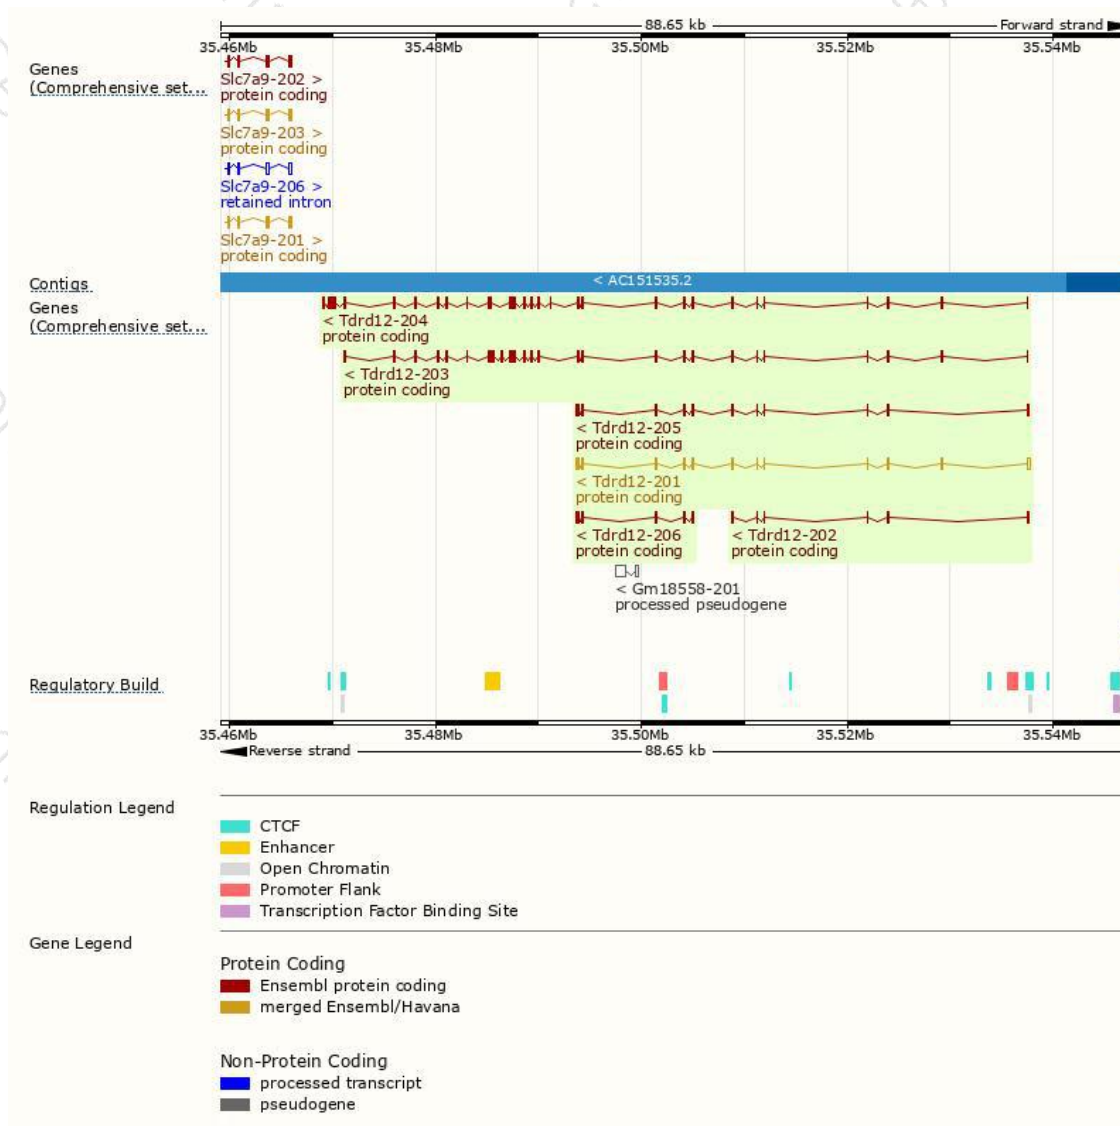 88.65 kb Forward strand
35.46Mb 35.48Mb 35.50Mb 35.52Mb 35.54Mb
Genes
(Comprehensive set...
Slc7a9-202 >
protein coding
Slc7a9-203 >
protein coding
Slc7a9-206 >
retained intron
Slc7a9-201 >
protein coding
Contigs
< AC151535.2
Genes
(Comprehensive set...
< Tdrd12-204
protein coding
< Tdrd12-203
protein coding
< Tdrd12-205
protein coding
< Tdrd12-201
protein coding
< Tdrd12-206 < Tdrd12-202
protein coding protein coding
< Gm18558-201
processed pseudogene
Regulatory Build
35.46Mb 35.48Mb 35.50Mb 35.52Mb 35.54Mb
Reverse strand 88.65 kb
Regulation Legend
CTCF
Enhancer
Open Chromatin
Promoter Flank
Transcription Factor Binding Site
Gene Legend
Protein Coding
Ensembl protein coding
merged Ensembl/Havana
Non-Protein Coding
processed transcript
pseudogene